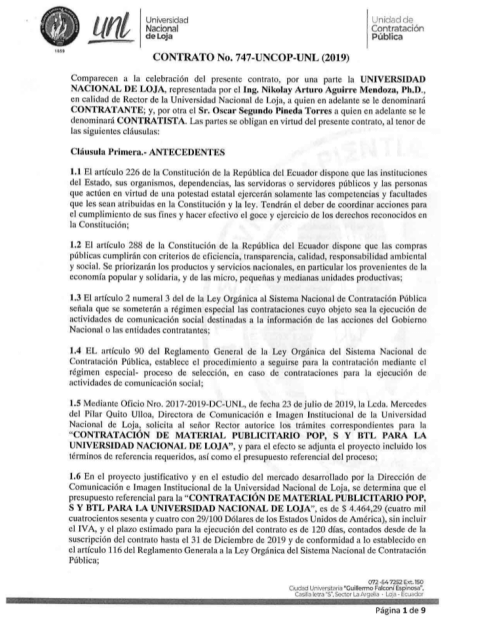 1859
unl
Universidad
Nacional
de Loja
Unidad de
Contratación
Pública
CONTRATO No. 747-UNCOP-UNL (2019)
Comparecen a la celebración del presente contrato, por una parte la UNIVERSIDAD
NACIONAL DE LOJA, representada por el Ing. Nikolay Arturo Aguirre Mendoza, Ph.D.,
en calidad de Rector de la Universidad Nacional de Loja, a quien en adelante se le denominará
CONTRATANTE; y, por otra el Sr. Oscar Segundo Pineda Torres a quien en adelante se le
denominará CONTRATISTA. Las partes se obligan en virtud del presente contrato, al tenor de
las siguientes cláusulas:
Cláusula Primera.- ANTECEDENTES
1.1 El artículo 226 de la Constitución de la República del Ecuador dispone que las instituciones
del Estado, sus organismos, dependencias, las servidoras o servidores públicos y las personas
que actúen en virtud de una potestad estatal ejercerán solamente las competencias y facultades
que les sean atribuidas en la Constitución y la ley. Tendrán el deber de coordinar acciones para
el cumplimiento de sus fines y hacer efectivo el goce y ejercicio de los derechos reconocidos en
la Constitución;
1.2 El artículo 288 de la Constitución de la República del Ecuador dispone que las compras
públicas cumplirán con criterios de eficiencia, transparencia, calidad, responsabilidad ambiental
y social. Se priorizarán los productos y servicios nacionales, en particular los provenientes de la
economía popular y solidaria, y de las micro, pequeñas y medianas unidades productivas;
1.3 El artículo 2 numeral 3 del de la Ley Orgánica al Sistema Nacional de Contratación Pública
señala que se someterán a régimen especial las contrataciones cuyo objeto sea la ejecución de
actividades de comunicación social destinadas a la información de las acciones del Gobierno
Nacional o las entidades contratantes;
1.4 EL artículo 90 del Reglamento General de la Ley Orgánica del Sistema Nacional de
Contratación Pública, establece el procedimiento a seguirse para la contratación mediante el
régimen especial- proceso de selección, en caso de contrataciones para la ejecución de
actividades de comunicación social;
1.5 Mediante Oficio Nro. 2017-2019-DC-UNL, de fecha 23 de julio de 2019, la Lcda. Mercedes
del Pilar Quito Ulloa, Directora de Comunicación e Imagen Institucional de la Universidad
Nacional de Loja, solicita al señor Rector autorice los trámites correspondientes para la
"CONTRATACIÓN DE MATERIAL PUBLICITARIO POP, S Y BTL PARA LA
UNIVERSIDAD NACIONAL DE LOJA", y para el efecto se adjunta el proyecto incluido los
términos de referencia requeridos, así como el presupuesto referencial del proceso;
1.6 En el proyecto justificativo y en el estudio del mercado desarrollado por la Dirección de
Comunicación e Imagen Institucional de la Universidad Nacional de Loja, se determina que el
presupuesto referencial para la "CONTRATACIÓN DE MATERIAL PUBLICITARIO POP,
S Y BTL PARA LA UNIVERSIDAD NACIONAL DE LOJA", es de $ 4.464,29 (cuatro mil
cuatrocientos sesenta y cuatro con 29/100 Dólares de los Estados Unidos de América), sin incluir
el IVA, y el plazo estimado para la ejecución del contrato es de 120 días, contados desde de la
suscripción del contrato hasta el 31 de Diciembre de 2019 y de conformidad a lo establecido en
el artículo 116 del Reglamento Generala a la Ley Orgánica del Sistema Nacional de Contratación
Pública;
072 -54 7252 Ext. 150
Ciudad Universitaria "Guillermo Falconí Espinosa",
Casilla letra "S", Sector La Argelia - Loja - Ecuador
Página 1 de 9